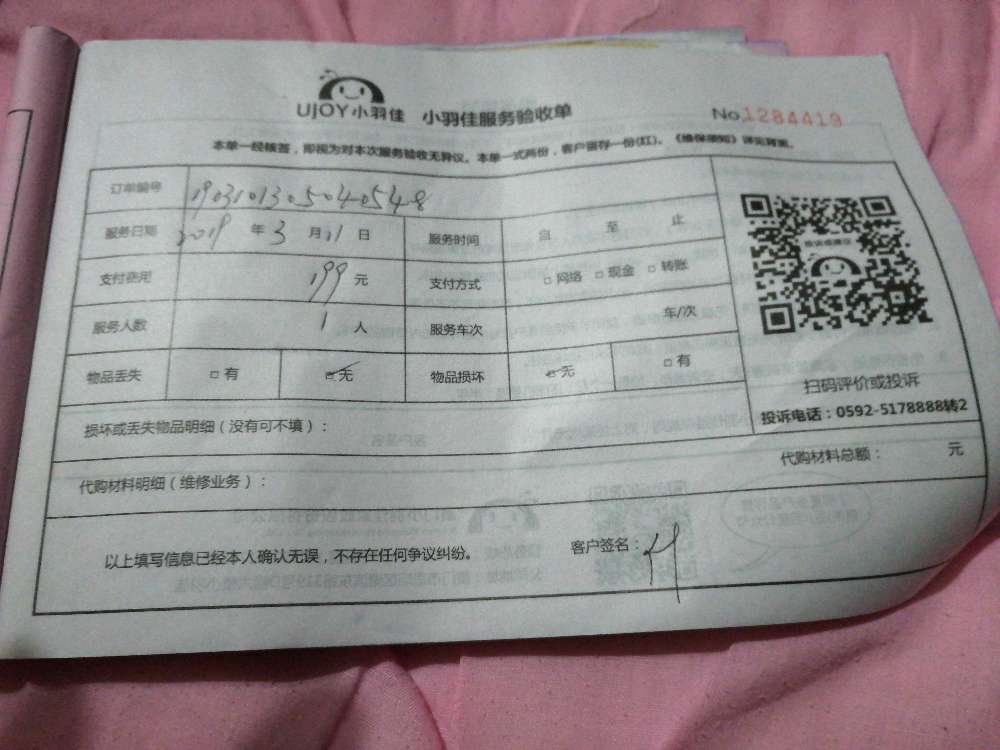 UJOY小羽佳 小羽佳服务验收单 No.1284419
本单一经核签，即视为对本次服务验收无异议。本单一式两份，客户留存一份(红)。《维保须知》详见背面。
订单编号 190310130504054-8
服务日期 2019 年 3 月 11 日 服务时间 自 至 止
支付费用 199 元 支付方式 □ 网络 □ 现金 □ 转账
服务人数 1 人 服务车次 车/次
物品丢失 □ 有 □ 无 物品损坏 □ 无 □ 有
投诉或建议
扫码评价或投诉
投诉电话：0592-5178888转2
损坏或丢失物品明细（没有可不填）：
代购材料明细（维修业务）： 代购材料总额： 元
以上填写信息已经本人确认无误，不存在任何争议纠纷。 客户签名：